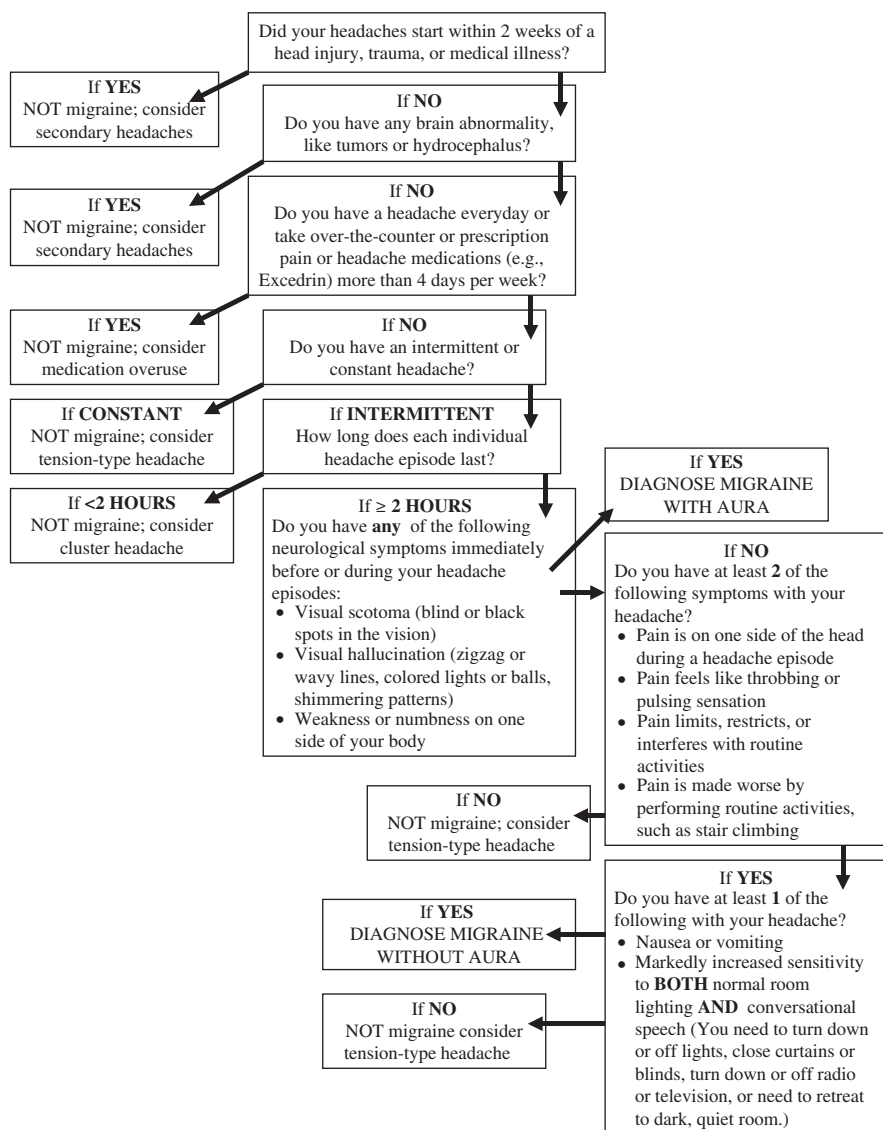 Did your headaches start within 2 weeks of a
head injury, trauma, or medical illness?
If YES
NOT migraine; consider
secondary headaches
If NO
Do you have any brain abnormality,
like tumors or hydrocephalus?
If YES
NOT migraine; consider
secondary headaches
If NO
Do you have a headache everyday or
take over-the-counter or prescription
pain or headache medications (e.g.,
Excedrin) more than 4 days per week?
If YES
NOT migraine; consider
medication overuse
If NO
Do you have an intermittent or
constant headache?
If CONSTANT
NOT migraine; consider
tension-type headache
If INTERMITTENT
How long does each individual
headache episode last?
If <2 HOURS
NOT migraine; consider
cluster headache
If ≥ 2 HOURS
Do you have any of the following
neurological symptoms immediately
before or during your headache
episodes:
• Visual scotoma (blind or black
spots in the vision)
• Visual hallucination (zigzag or
wavy lines, colored lights or balls,
shimmering patterns)
• Weakness or numbness on one
side of your body
If YES
DIAGNOSE MIGRAINE
WITH AURA
If NO
Do you have at least 2 of the
following symptoms with your
headache?
• Pain is on one side of the head
during a headache episode
• Pain feels like throbbing or
pulsing sensation
• Pain limits, restricts, or
interferes with routine
activities
• Pain is made worse by
performing routine activities,
such as stair climbing
If NO
NOT migraine; consider
tension-type headache
If YES
Do you have at least 1 of the
following with your headache?
• Nausea or vomiting
• Markedly increased sensitivity
to BOTH normal room
lighting AND conversational
speech (You need to turn down
or off lights, close curtains or
blinds, turn down or off radio
or television, or need to retreat
to dark, quiet room.)
If YES
DIAGNOSE MIGRAINE
WITHOUT AURA
If NO
NOT migraine consider
tension-type headache